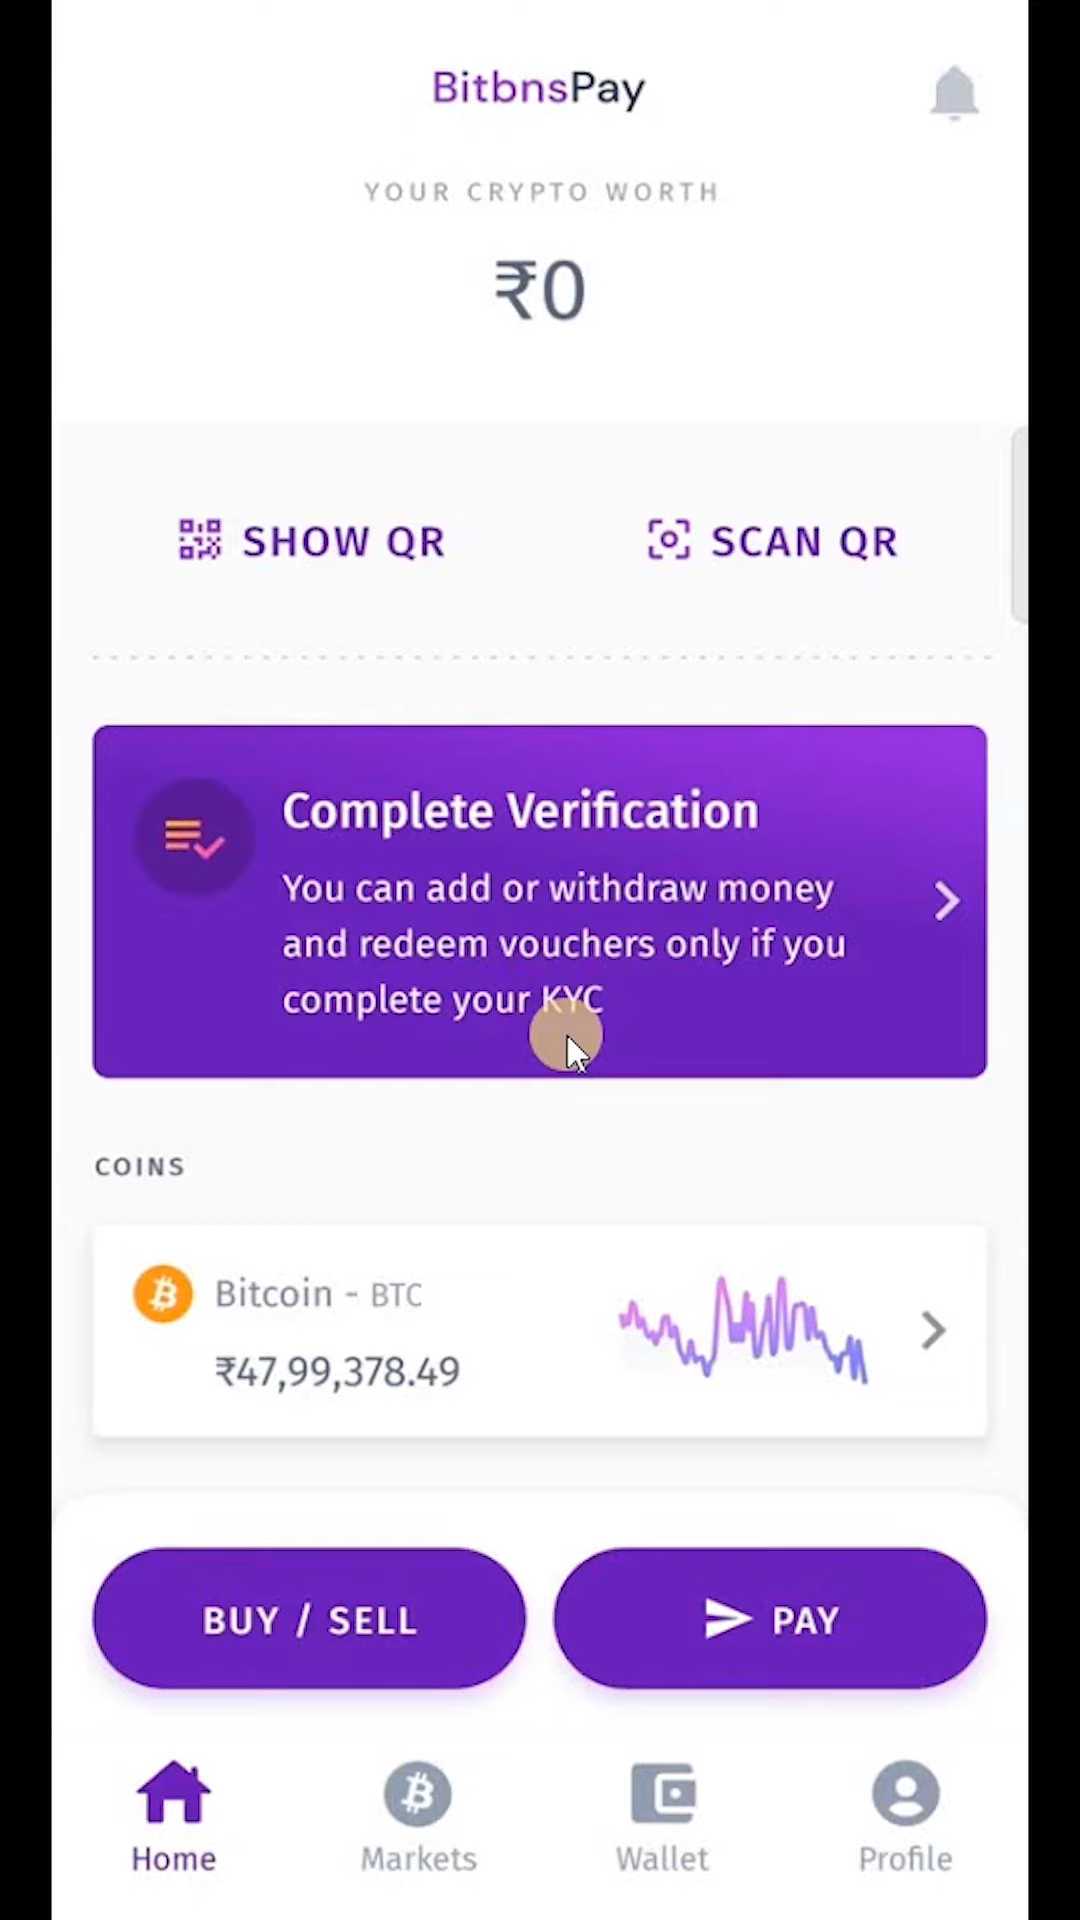 BitbnsPay
YOUR CRYPTO WORTH
₹0
SHOW QR
SCAN QR
Complete Verification
You can add or withdraw money
and redeem vouchers only if you
complete your KYC
COINS
Bitcoin - BTC
₹47,99,378.49
BUY / SELL
PAY
Home
Markets
Wallet
Profile